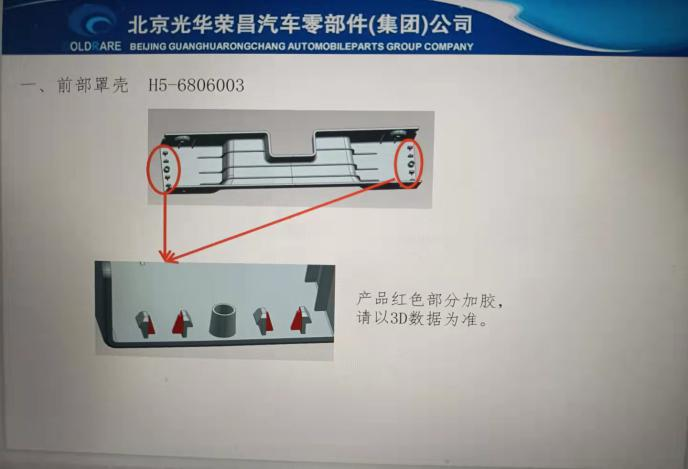 北京光华荣昌汽车零部件(集团)公司
OLDRARE BEIJING GUANGHUARONGCHANG AUTOMOBILEPARTS GROUP COMPANY
一、前部罩壳 H5-6806003
产品红色部分加胶,
请以3D数据为准。